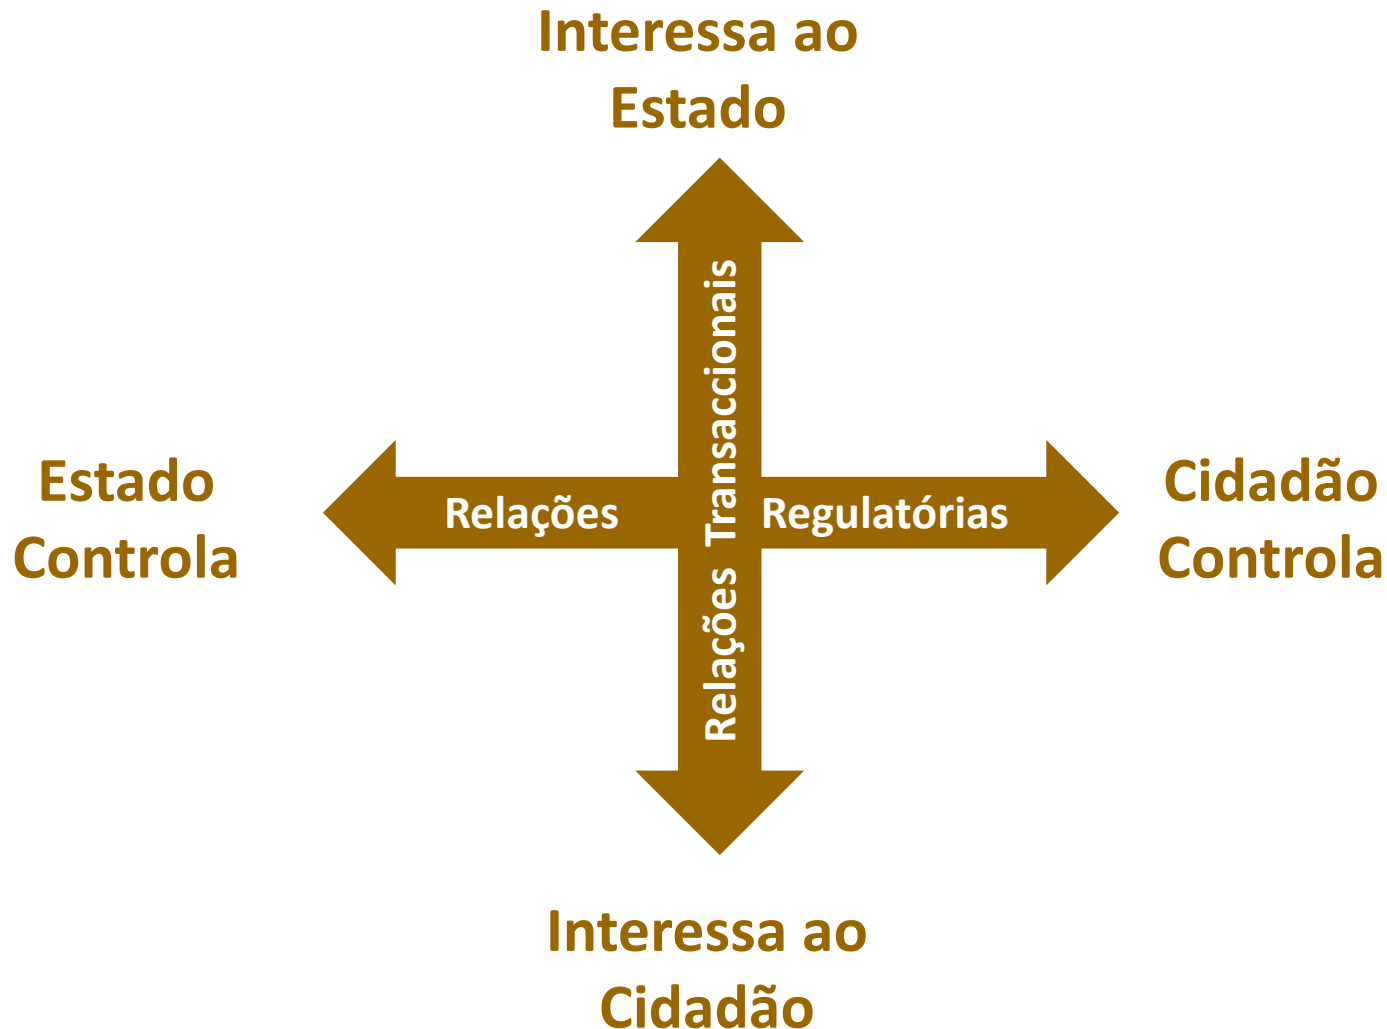 Interessa ao
Estado
Relações Transaccionais
Estado
Controla
Relações Regulatórias
Cidadão
Controla
Interessa ao
Cidadão